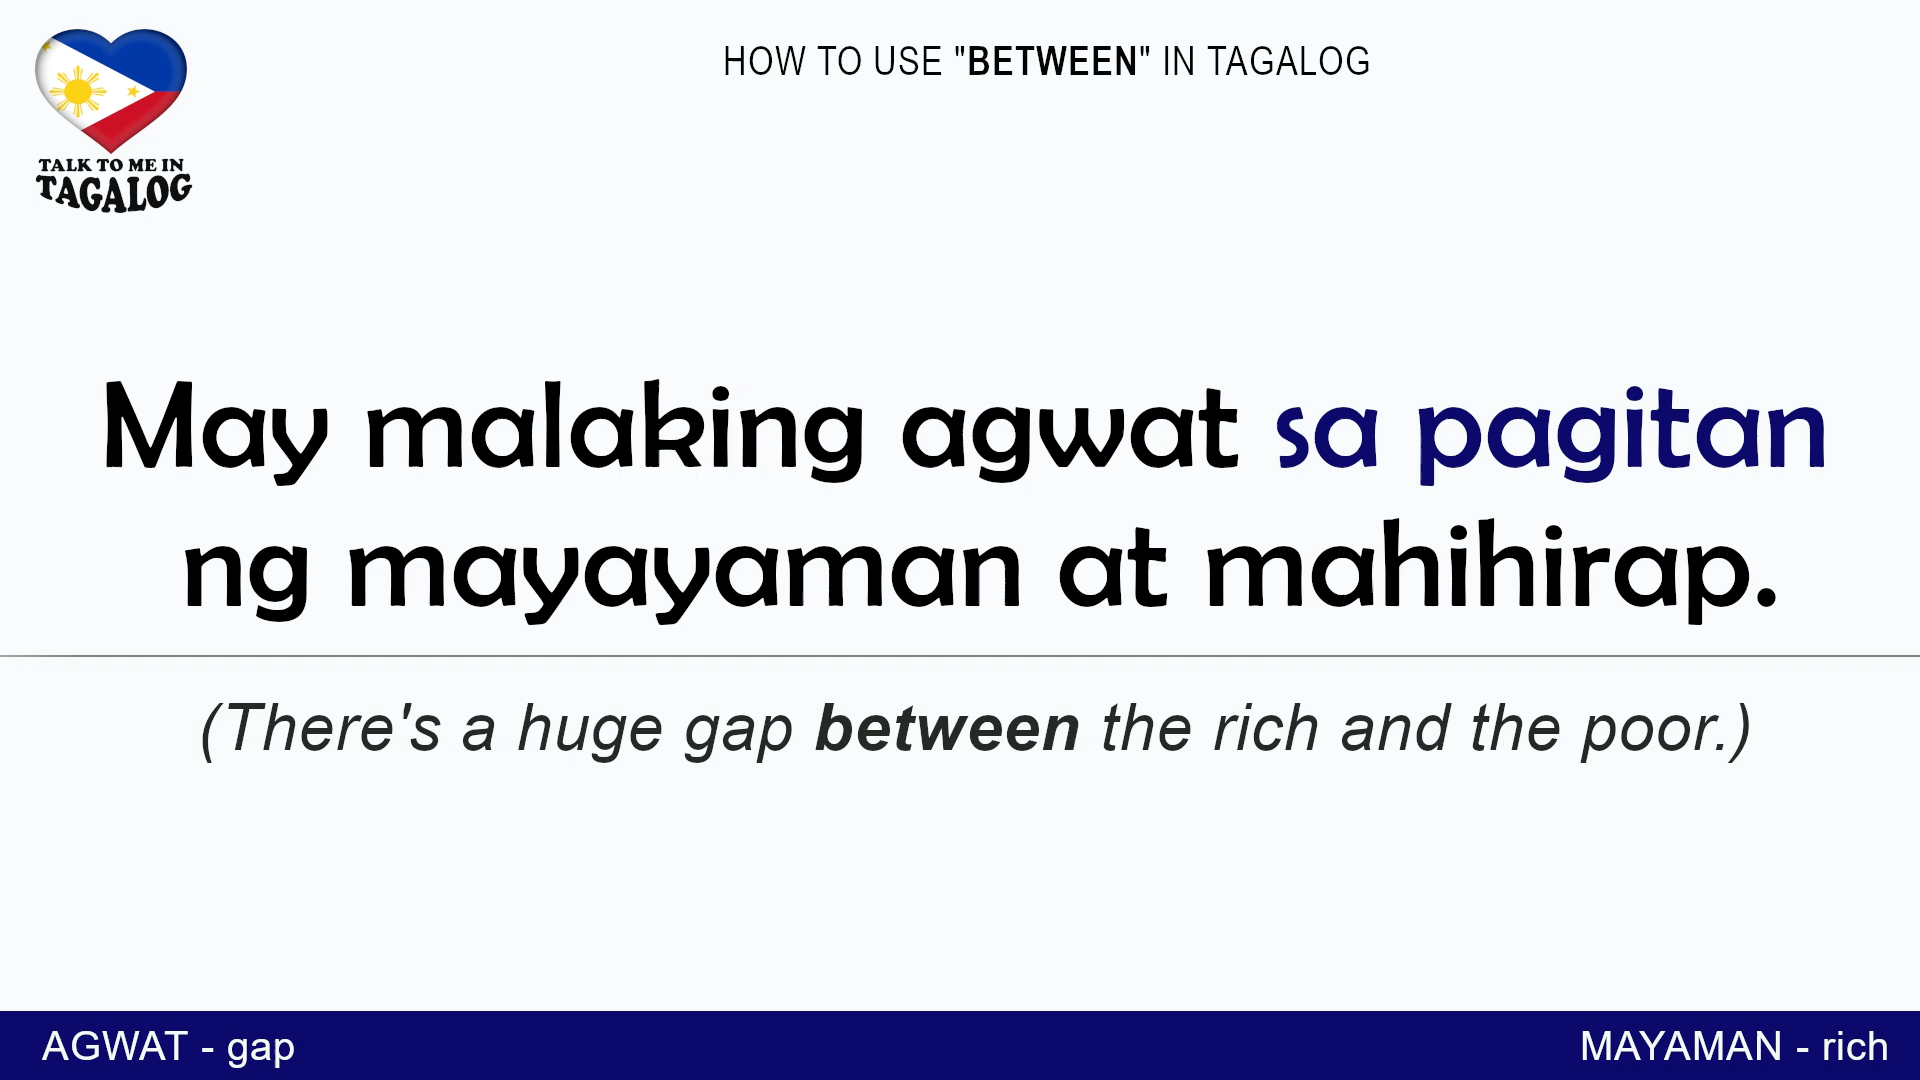 TALK TO ME IN
TAGALOG
HOW TO USE "BETWEEN" IN TAGALOG
May malaking agwat sa pagitan
ng mayayaman at mahihirap.
(There's a huge gap between the rich and the poor.)
AGWAT - gap
MAYAMAN - rich